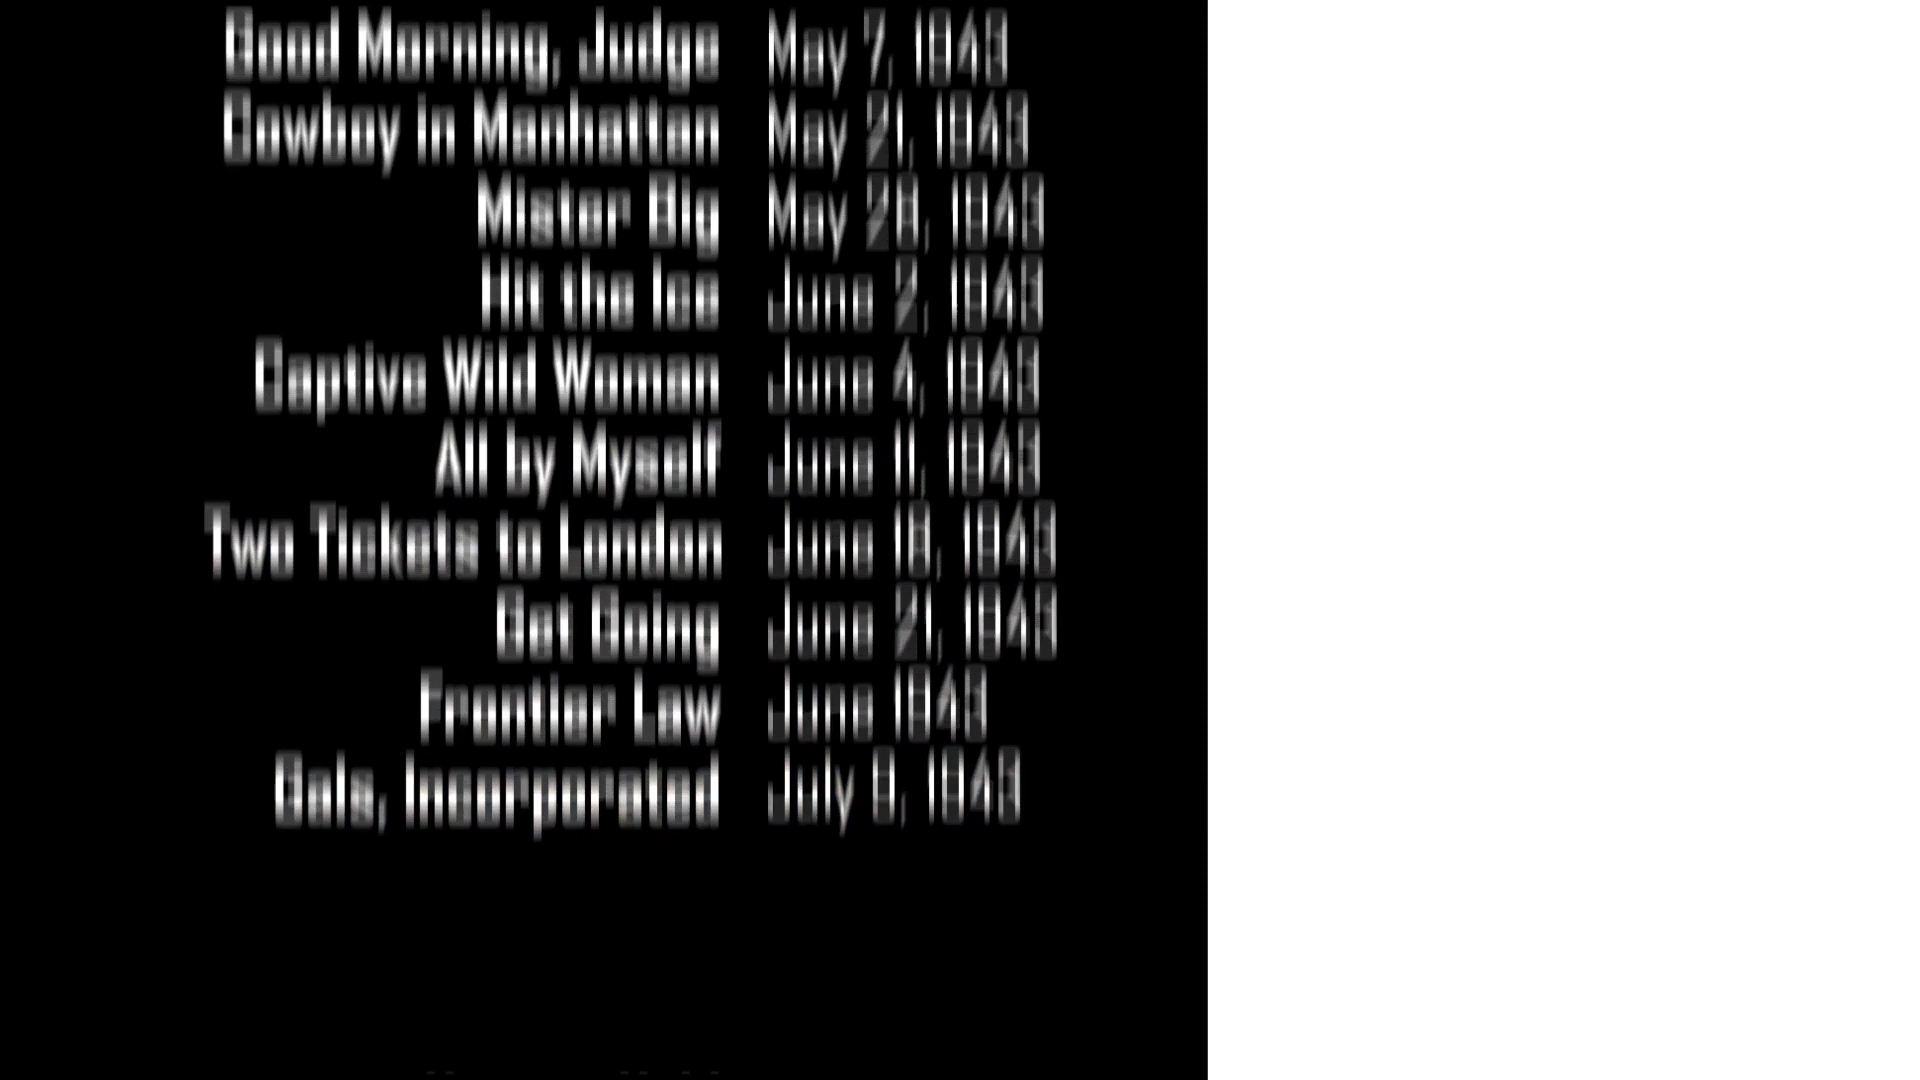 Good Morning, Judge May 7, 1943
Cowboy in Manhattan May 21, 1943
Mister Big May 28, 1943
Hit the Ice June 2, 1943
Captive Wild Woman June 4, 1943
All by Myself June 11, 1943
Two Tickets to London June 18, 1943
Get Going June 21, 1943
Frontier Law June 1943
Gals, Incorporated July 9, 1943